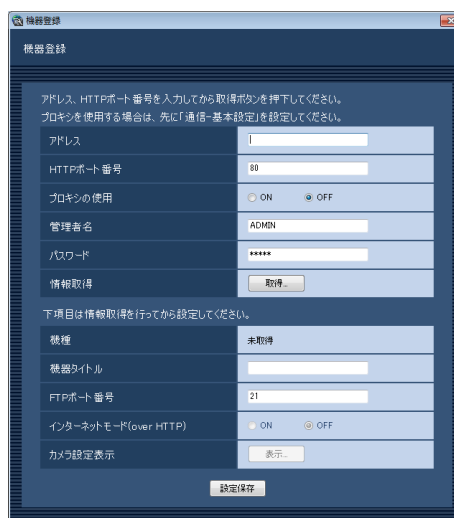 機器登録
機器登録
アドレス、HTTPポート番号を入力してから取得ボタンを押下してください。
プロキシを使用する場合は、先に「通信-基本設定」を設定してください。
アドレス
HTTPポート番号 80
プロキシの使用 ON OFF
管理者名 ADMIN
パスワード *****
情報取得 取得...
下項目は情報取得を行ってから設定してください。
機種 未取得
機器タイトル
FTPポート番号 21
インターネットモード(over HTTP) ON OFF
カメラ設定表示 表示...
設定保存